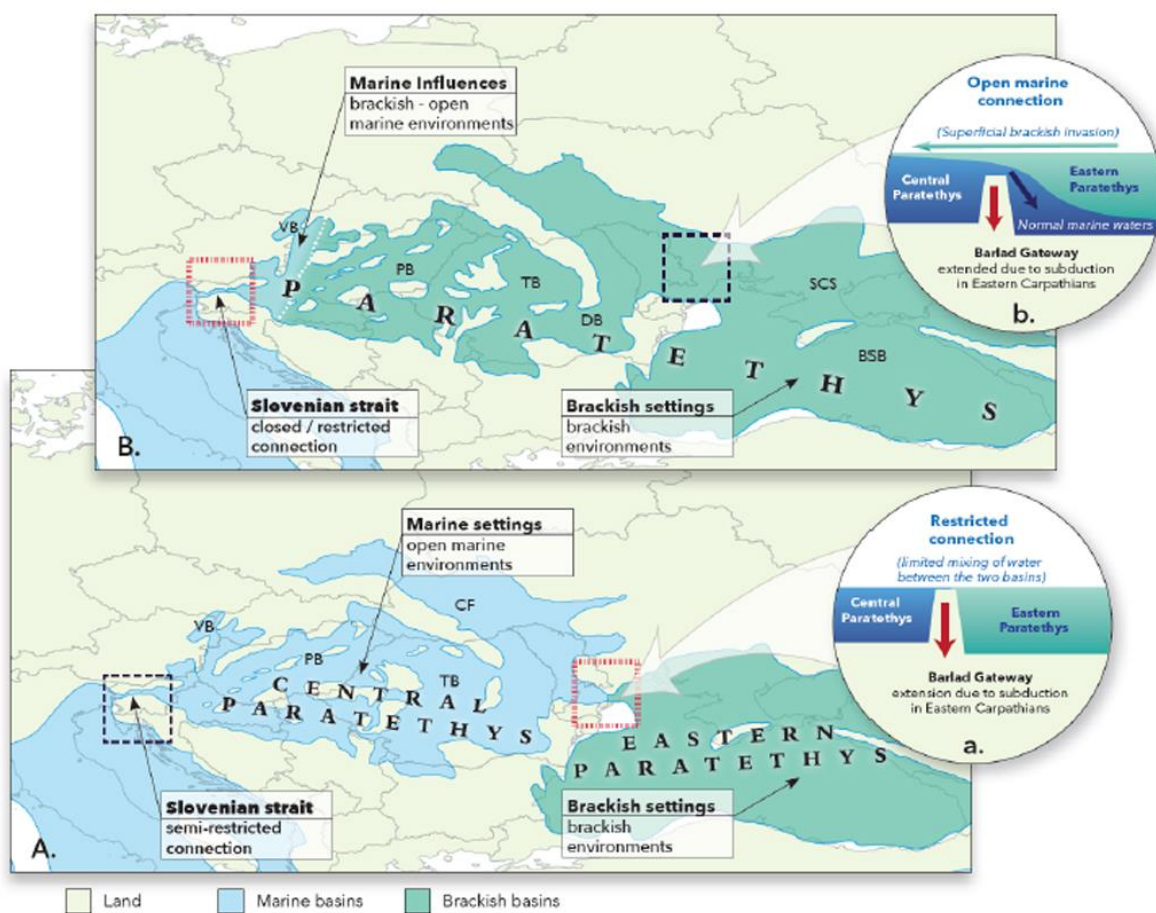 Marine Influences
brackish - open
marine environments
VB
PB
TB
DB
SCS
BSB
P A R A T E T H Y S
Slovenian strait
closed / restricted
connection
Brackish settings
brackish
environments
B.
Open marine
connection
(Superficial brackish invasion)
Central
Paratethys
Eastern
Paratethys
Normal marine waters
Barlad Gateway
extended due to subduction
in Eastern Carpathians
b.
Marine settings
open marine
environments
CF
VB
PB
TB
C E N T R A L
P A R A T E T H Y S
E A S T E R N
P A R A T E T H Y S
Slovenian strait
semi-restricted
connection
Brackish settings
brackish
environments
A.
Restricted
connection
(limited mixing of water
between the two basins)
Central
Paratethys
Eastern
Paratethys
Barlad Gateway
extension due to subduction
in Eastern Carpathians
a.
Land
Marine basins
Brackish basins